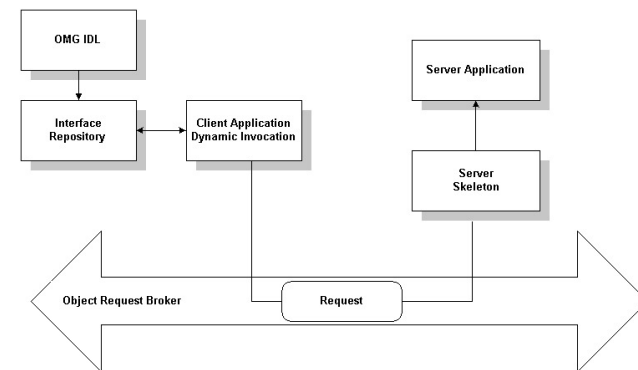 OMG IDL
Server Application
Interface
Repository
Client Application
Dynamic Invocation
Server
Skeleton
Object Request Broker
Request